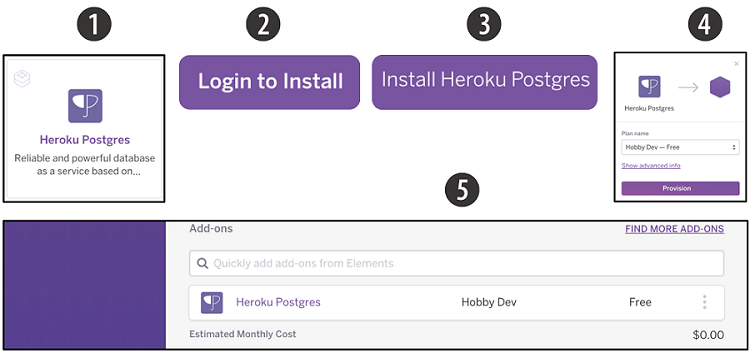 1
2
3
4
Heroku Postgres
Reliable and powerful database
as a service based on...
Login to Install
Install Heroku Postgres
×
Heroku Postgres
Plan name
Hobby Dev — Free
Show advanced info
Provision
5
Add-ons
FIND MORE ADD-ONS
Quickly add add-ons from Elements
Heroku Postgres Hobby Dev Free
Estimated Monthly Cost $0.00